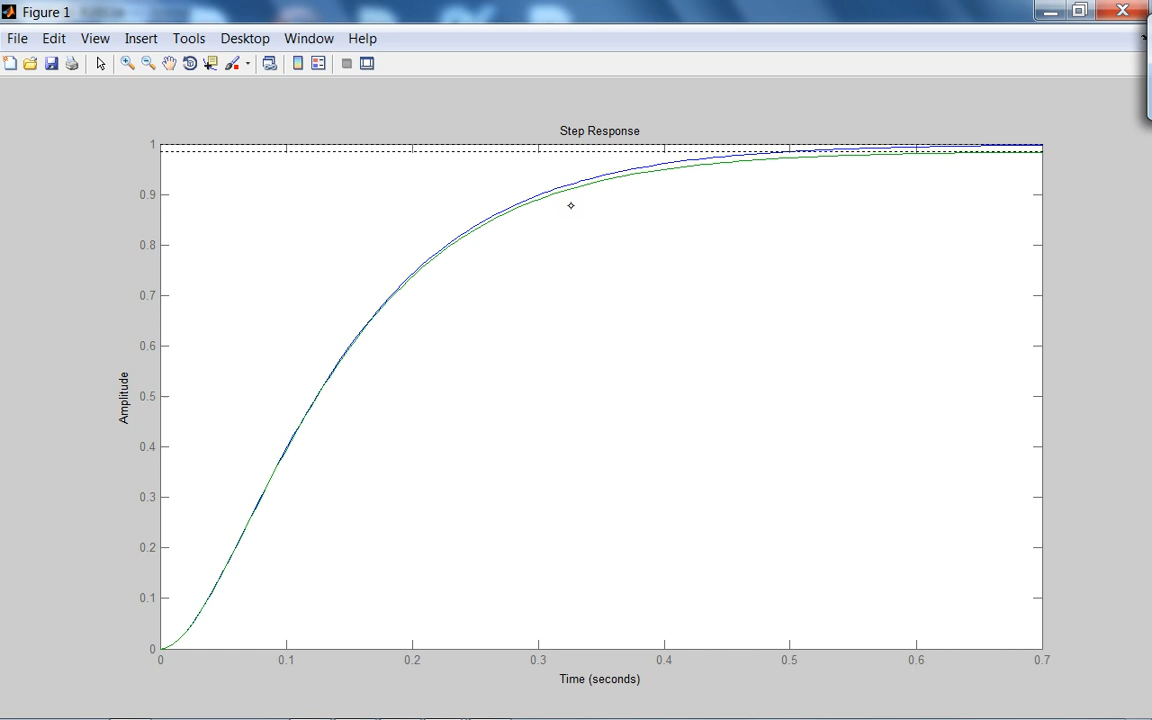 Figure 1
File Edit View Insert Tools Desktop Window Help
Step Response
1
0.9
0.8
0.7
0.6
0.5
0.4
0.3
0.2
0.1
0
Amplitude
0 0.1 0.2 0.3 0.4 0.5 0.6 0.7
Time (seconds)